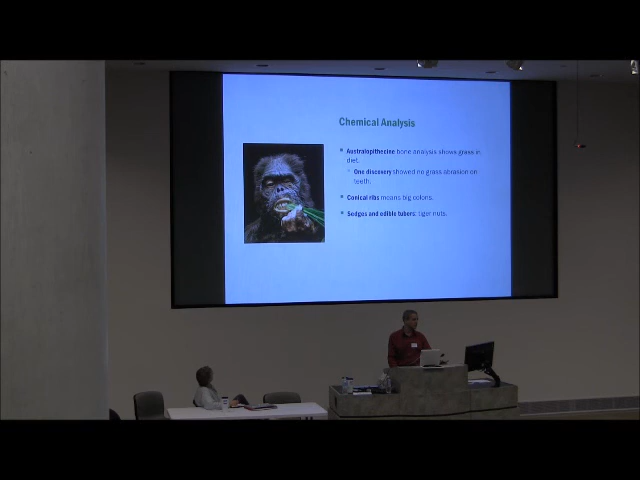 Chemical Analysis
Australopithecine bone analysis shows grass in
diet.
One discovery showed no grass abrasion on
teeth.
Conical ribs means big colons.
Sedges and edible tubers: tiger nuts.